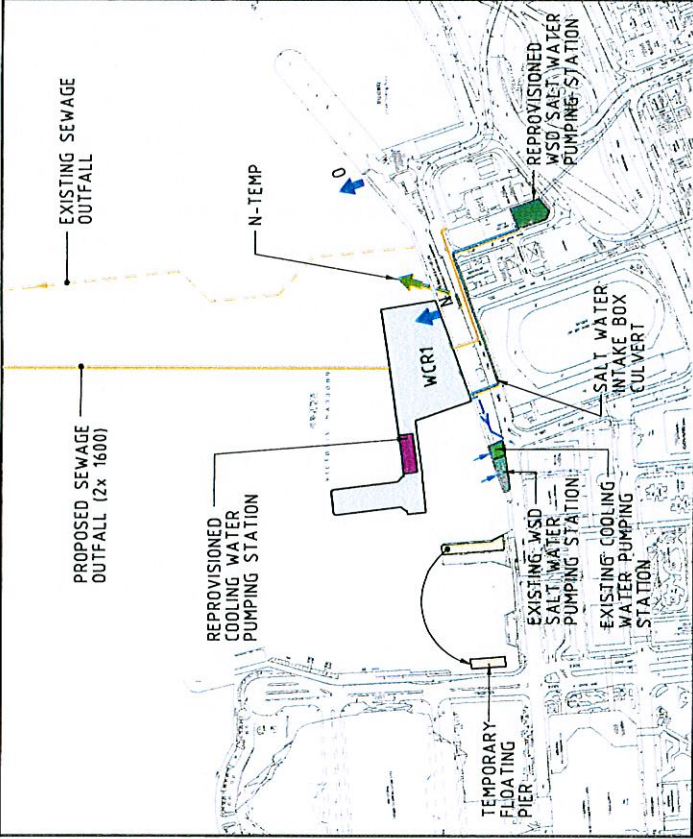 EXISTING SEWAGE
OUTFALL
PROPOSED SEWAGE
OUTFALL (2x 1600)
N-TEMP
O
N
WCR1
REPROVISIONED
COOLING WATER
PUMPING STATION
REPROVISIONED
WSD SALT WATER
PUMPING STATION
SALT WATER
INTAKE BOX
CULVERT
EXISTING WSD
SALT WATER
PUMPING STATION
EXISTING COOLING
WATER PUMPING
STATION
TEMPORARY
FLOATING
PIER